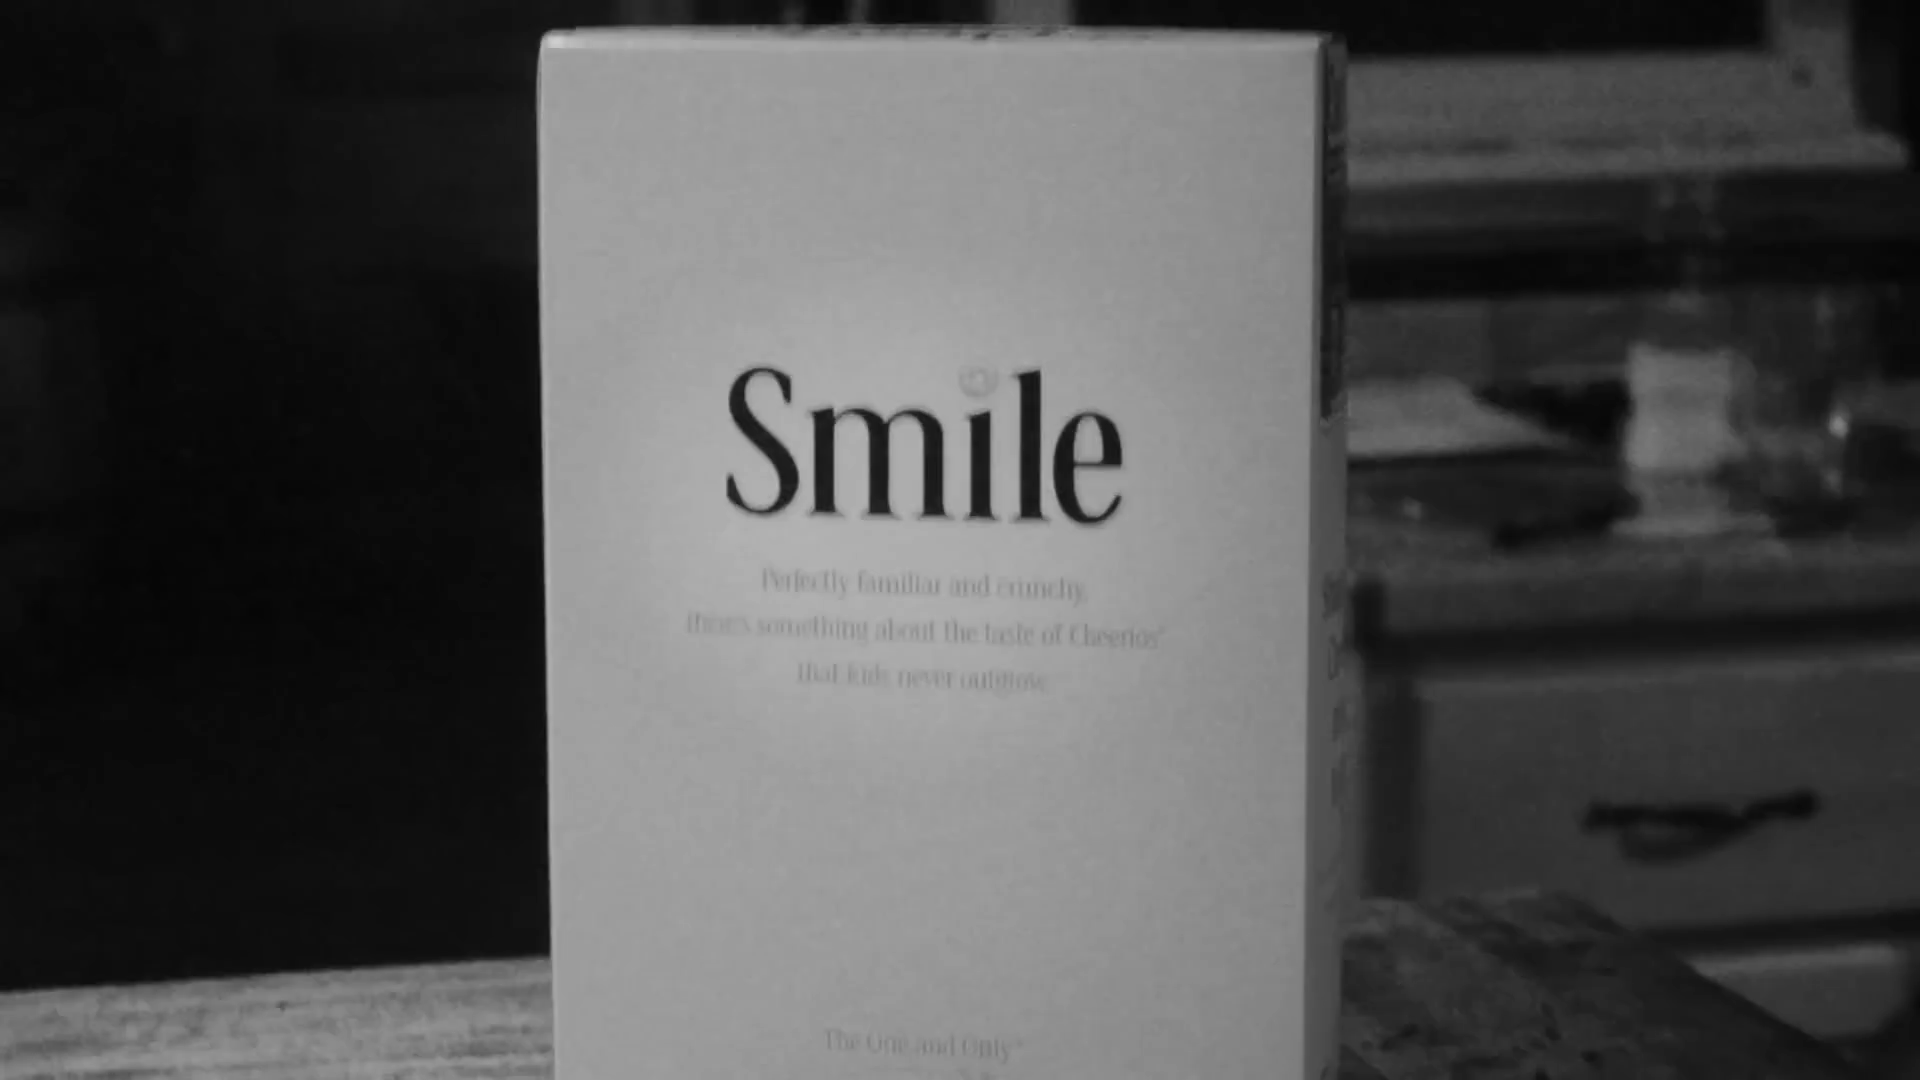 Smile
Perfectly familiar and crunchy,
there's something about the taste of Cheerios®
that kids never outgrow.
The One and Only®